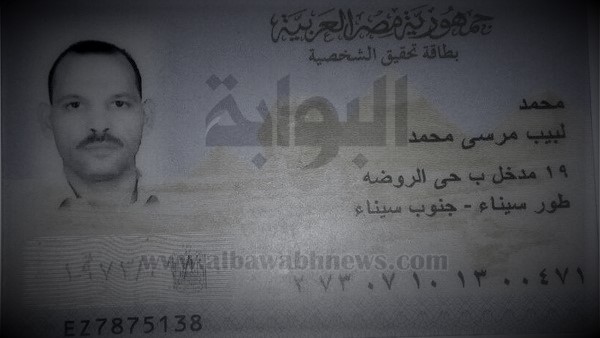 جمهورية مصر العربية
بطاقة تحقيق الشخصية
البوابة
محمد
لبيب مرسى محمد
١٩ مدخل ب حى الروضه
طور سيناء - جنوب سيناء
www.albawabhnews.com
٢٧٣٠٧١٠١٣٠٠٤٧١
EZ7875138